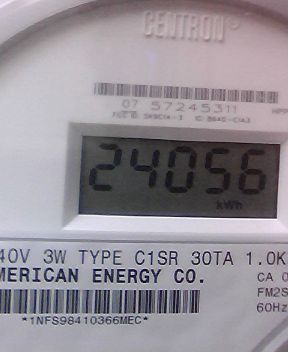 CENTRON®
07 57245311
24056
kWh
40V 3W TYPE C1SR 30TA 1.0K
MERICAN ENERGY CO.
CA 0
FM2S
60Hz
*1NFS98410366MEC*